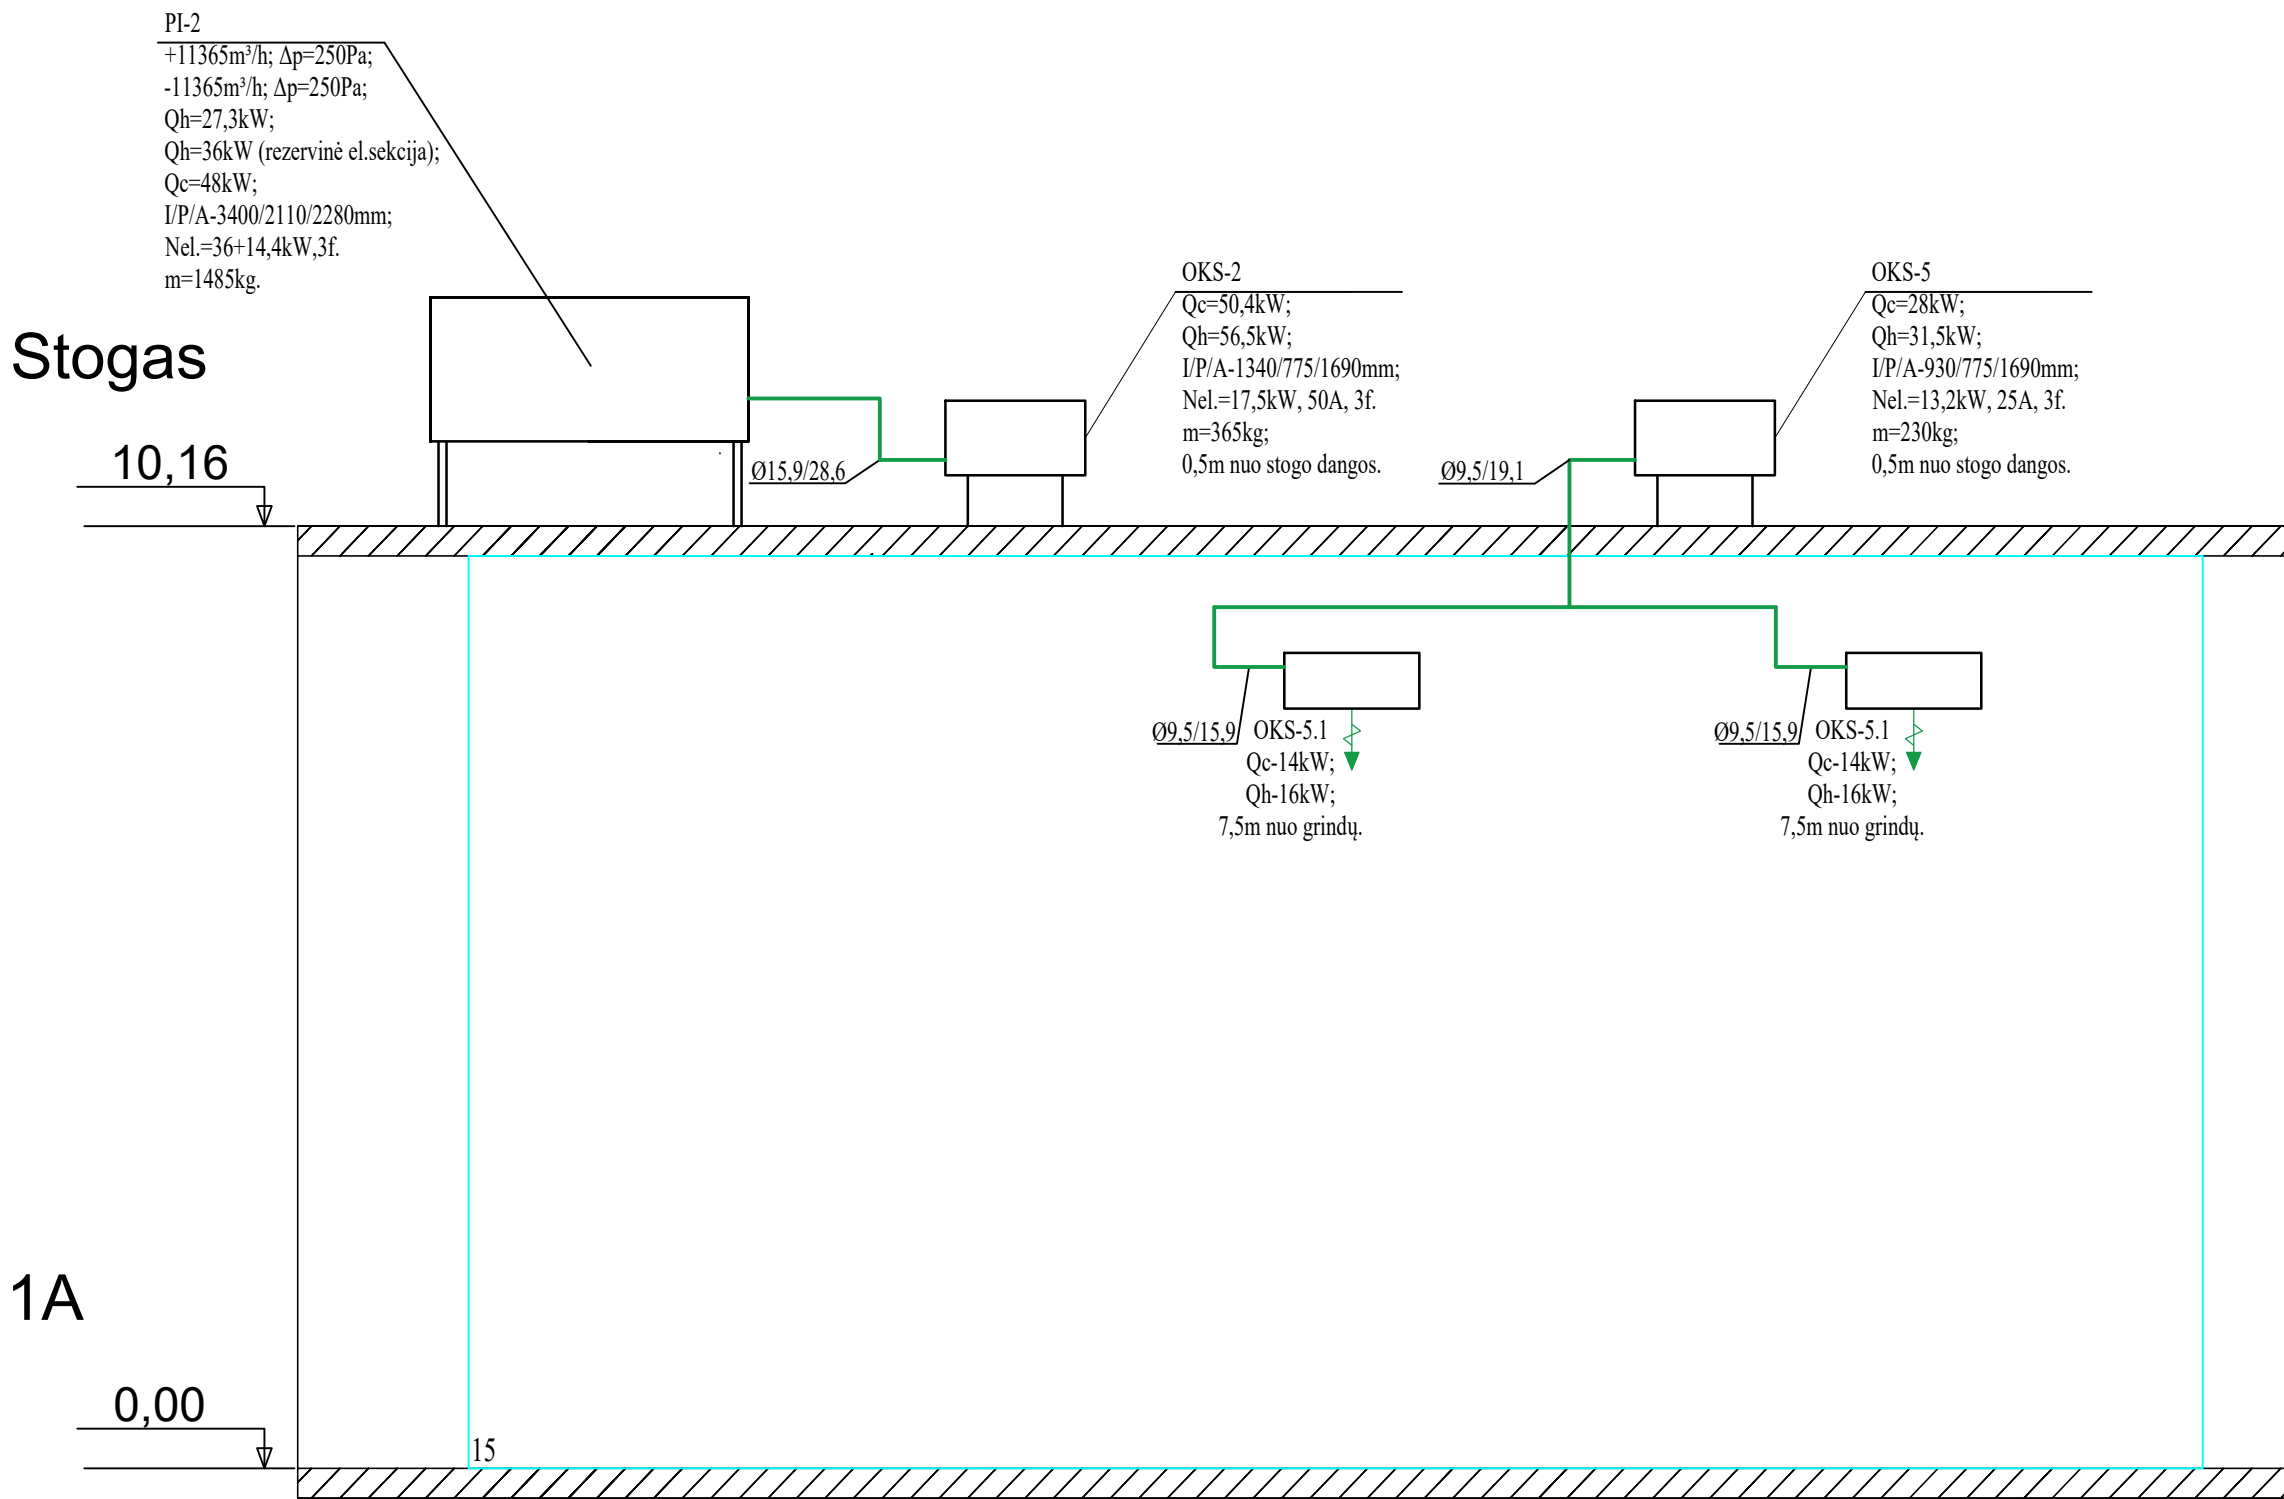 PI-2
+11365m³/h; Δp=250Pa;
-11365m³/h; Δp=250Pa;
Qh=27,3kW;
Qh=36kW (rezervinė el.sekcija);
Qc=48kW;
I/P/A-3400/2110/2280mm;
Nel.=36+14,4kW,3f.
m=1485kg.
OKS-2
Qc=50,4kW;
Qh=56,5kW;
I/P/A-1340/775/1690mm;
Nel.=17,5kW, 50A, 3f.
m=365kg;
0,5m nuo stogo dangos.
OKS-5
Qc=28kW;
Qh=31,5kW;
I/P/A-930/775/1690mm;
Nel.=13,2kW, 25A, 3f.
m=230kg;
0,5m nuo stogo dangos.
Stogas
10,16
Ø15,9/28,6
Ø9,5/19,1
Ø9,5/15,9
OKS-5.1
Qc-14kW;
Qh-16kW;
7,5m nuo grindų.
Ø9,5/15,9
OKS-5.1
Qc-14kW;
Qh-16kW;
7,5m nuo grindų.
1A
0,00
15